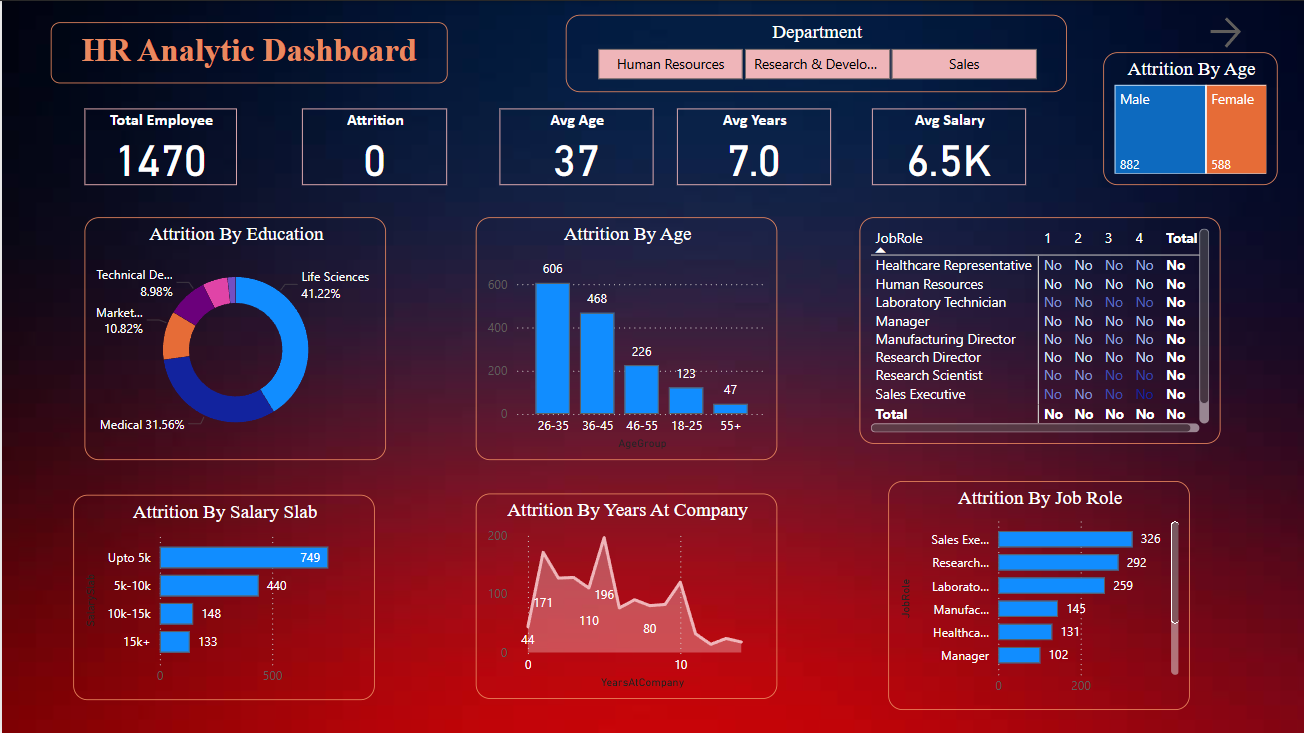 HR Analytic Dashboard
Department
Human Resources
Research & Develo...
Sales
Attrition By Age
Male
Female
882
588
Total Employee
1470
Attrition
0
Avg Age
37
Avg Years
7.0
Avg Salary
6.5K
Attrition By Education
Technical De...
8.98%
Market...
10.82%
Life Sciences
41.22%
Medical 31.56%
Attrition By Age
606
468
226
123
47
600
400
200
0
26-35
36-45
46-55
18-25
55+
AgeGroup
JobRole 1 2 3 4 Total
Healthcare Representative No No No No No
Human Resources No No No No No
Laboratory Technician No No No No No
Manager No No No No No
Manufacturing Director No No No No No
Research Director No No No No No
Research Scientist No No No No No
Sales Executive No No No No No
Total No No No No No
Attrition By Salary Slab
Upto 5k 749
5k-10k 440
10k-15k 148
15k+ 133
0 500
Attrition By Years At Company
200
100
0
44
171
110
196
80
0 10
YearsAtCompany
Attrition By Job Role
JobRole
Sales Exe... 326
Research... 292
Laborato... 259
Manufac... 145
Healthca... 131
Manager 102
0 200